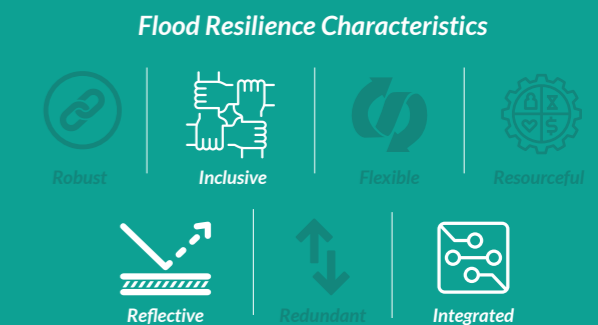 Flood Resilience Characteristics
Robust
Inclusive
Flexible
Resourceful
Reflective
Redundant
Integrated